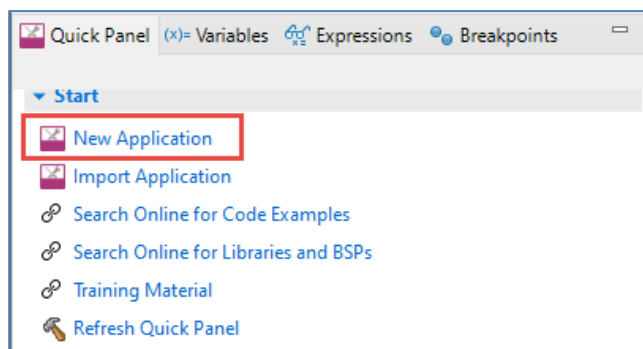 Quick Panel (x)= Variables Expressions Breakpoints
Start
New Application
Import Application
Search Online for Code Examples
Search Online for Libraries and BSPs
Training Material
Refresh Quick Panel